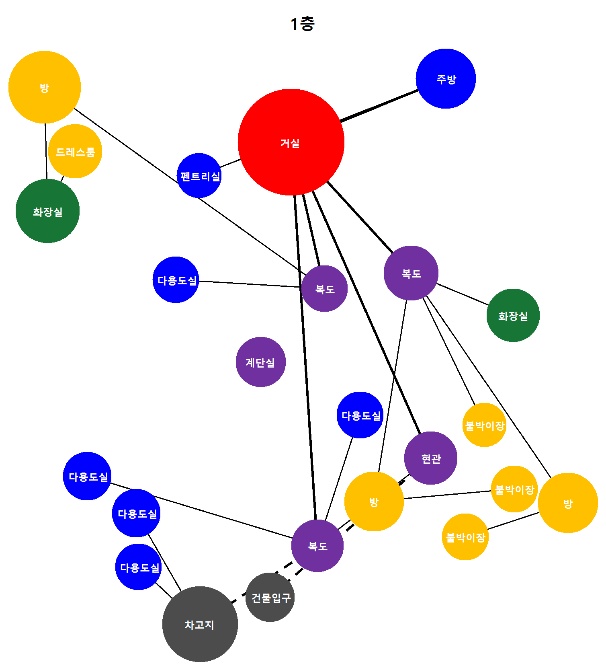 1층
주방
방
거실
드레스룸
펜트리실
화장실
복도
다용도실
복도
화장실
계단실
다용도실
붙박이장
현관
다용도실
붙박이장
방
방
다용도실
붙박이장
복도
다용도실
건물입구
차고지